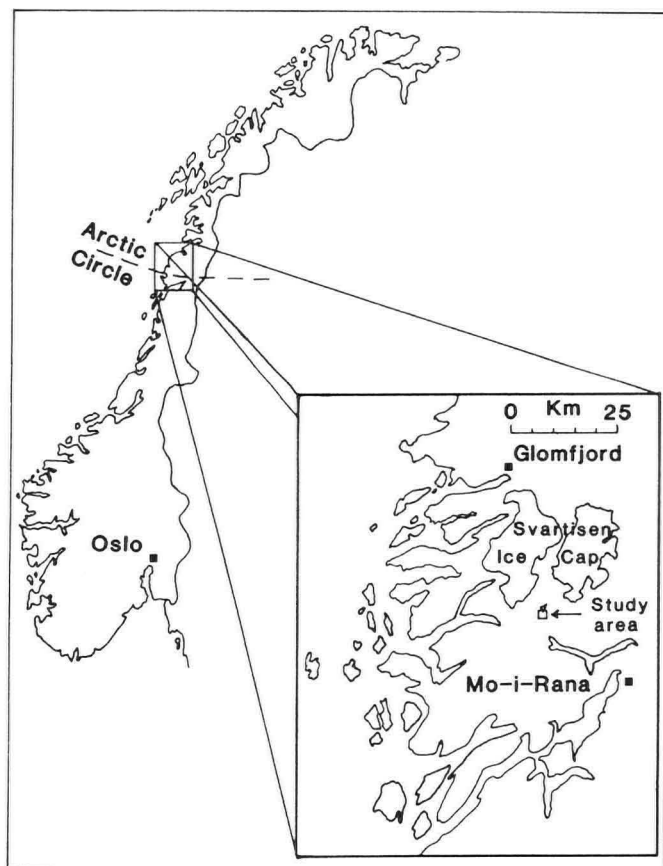 Arctic
Circle
Oslo
0 Km 25
Glomfjord
Svartisen
Ice Cap
Study
area
Mo-i-Rana